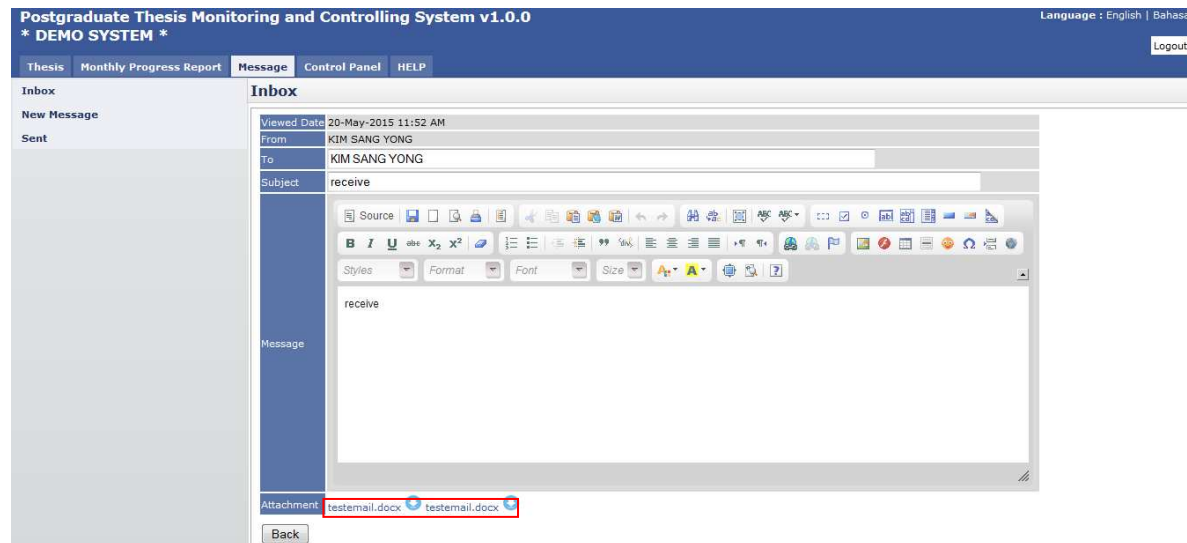 Postgraduate Thesis Monitoring and Controlling System v1.0.0
* DEMO SYSTEM *
Language : English | Bahasa
Logout
Thesis Monthly Progress Report Message Control Panel HELP
Inbox
New Message
Sent
Inbox
Viewed Date 20-May-2015 11:52 AM
From KIM SANG YONG
To KIM SANG YONG
Subject receive
Source
B I U abc X₂ X²
Styles Format Font Size A A
Message receive
Attachment testemail.docx testemail.docx
Back